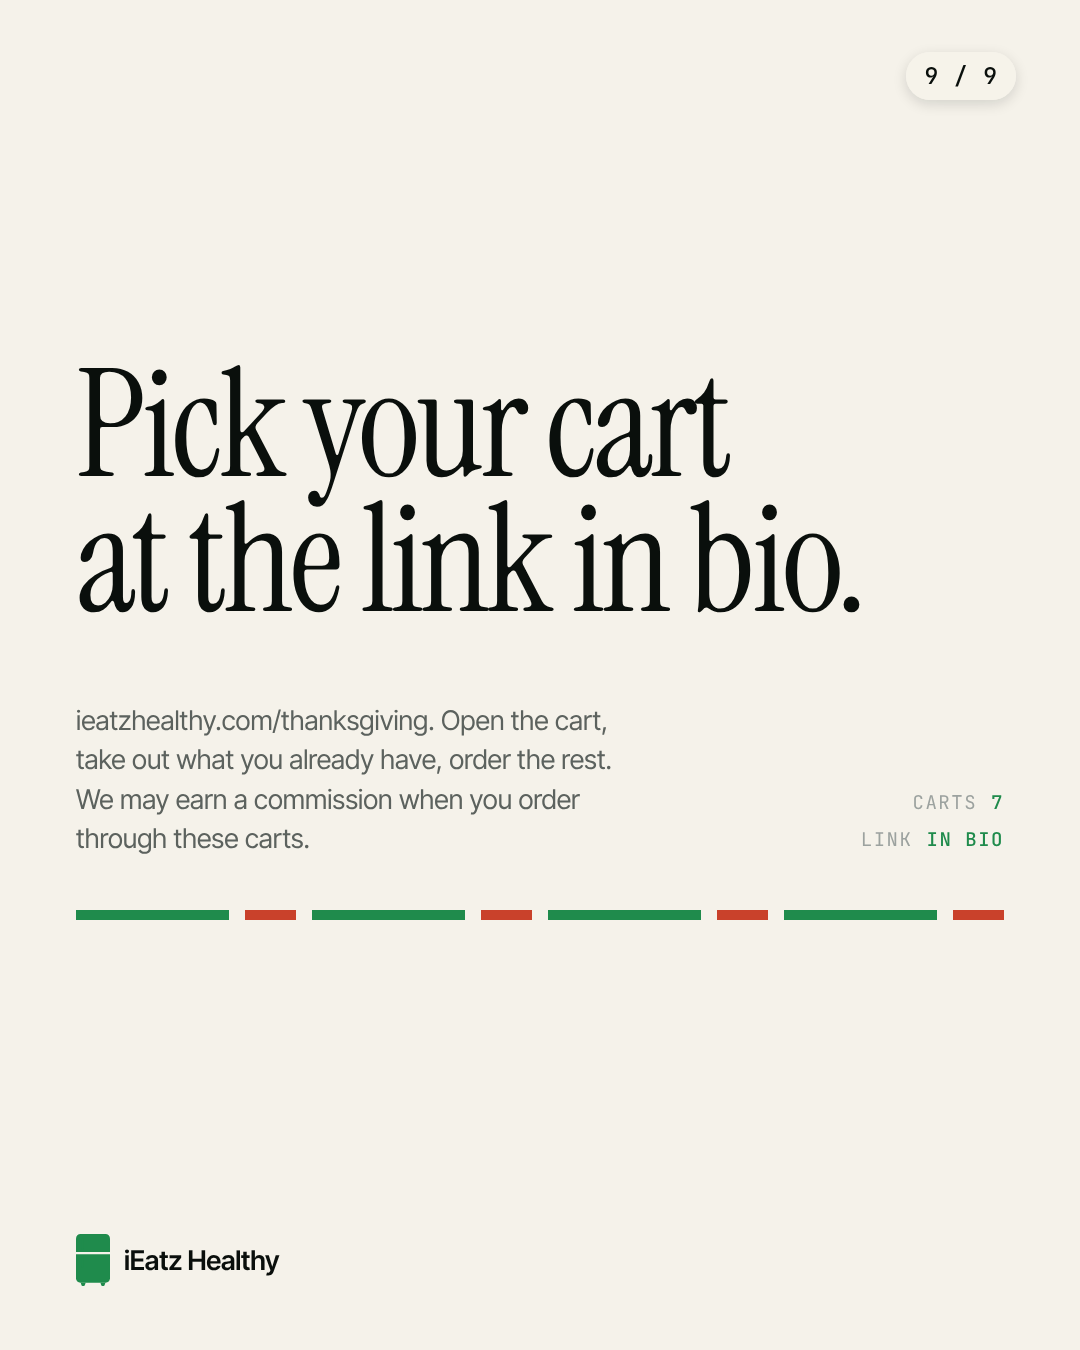 9 / 9
Pick your cart
at the link in bio.
ieatzhealthy.com/thanksgiving. Open the cart,
take out what you already have, order the rest.
We may earn a commission when you order
through these carts.
CARTS 7
LINK IN BIO
iEatz Healthy